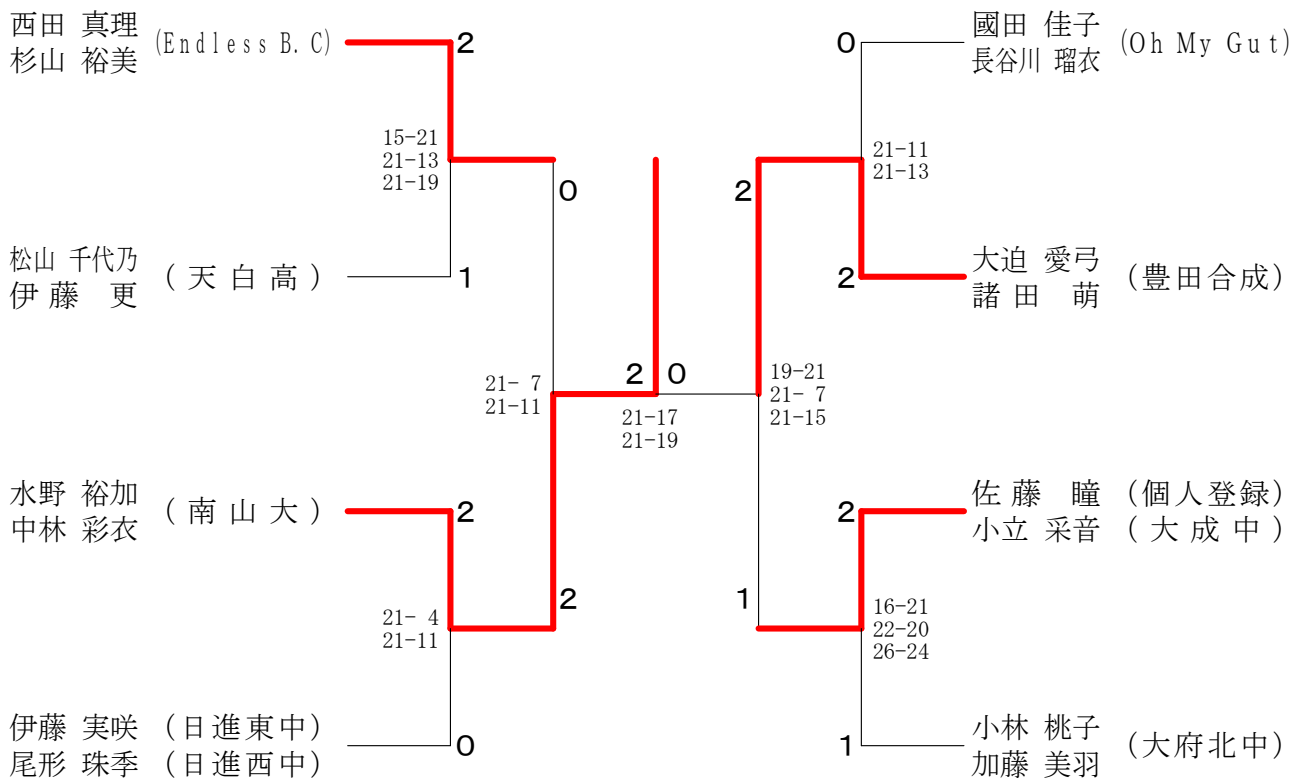 西田 真理
杉山 裕美
(Endless B. C)
2
15-21
21-13
21-19
0
松山 千代乃
伊藤 更
(天白高)
1
21- 7
21-11
水野 裕加
中林 彩衣
(南山大)
2
21- 4
21-11
2
伊藤 実咲 (日進東中)
尾形 珠季 (日進西中)
0
2 0
21-17
21-19
0
國田 佳子
長谷川 瑠衣
(Oh My Gut)
21-11
21-13
2
2
大迫 愛弓
諸田 萌
(豊田合成)
19-21
21- 7
21-15
2
佐藤 瞳 (個人登録)
小立 采音 (大成中)
1
16-21
22-20
26-24
1
小林 桃子
加藤 美羽
(大府北中)